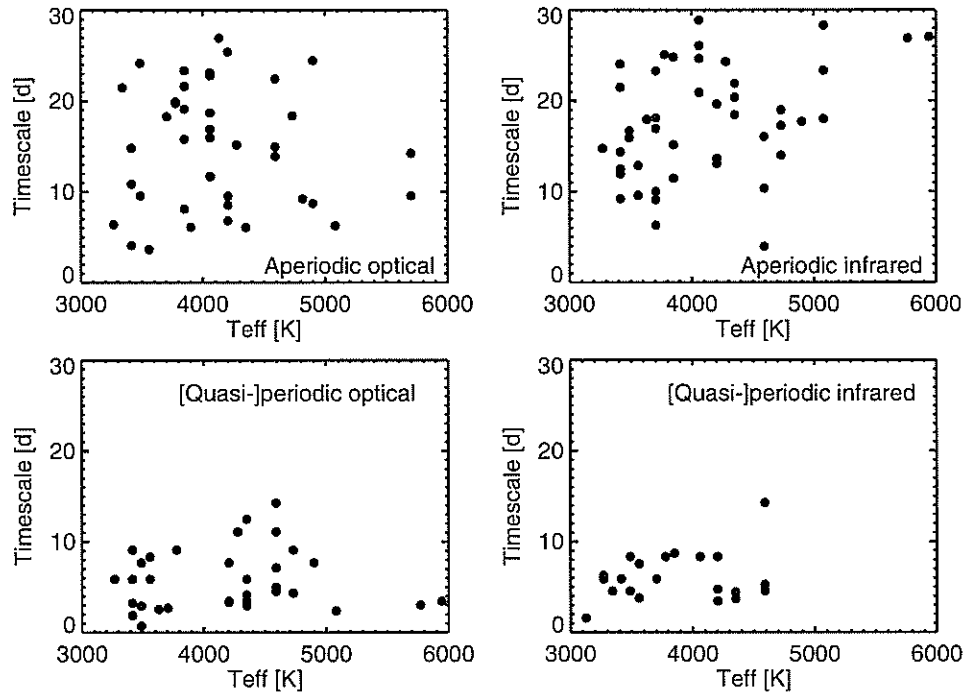 30
20
10
0
Timescale [d]
Aperiodic optical
3000 4000 5000 6000
Teff [K]
30
20
10
0
Timescale [d]
Aperiodic infrared
3000 4000 5000 6000
Teff [K]
30
20
10
0
Timescale [d]
[Quasi-]periodic optical
3000 4000 5000 6000
Teff [K]
30
20
10
0
Timescale [d]
[Quasi-]periodic infrared
3000 4000 5000 6000
Teff [K]